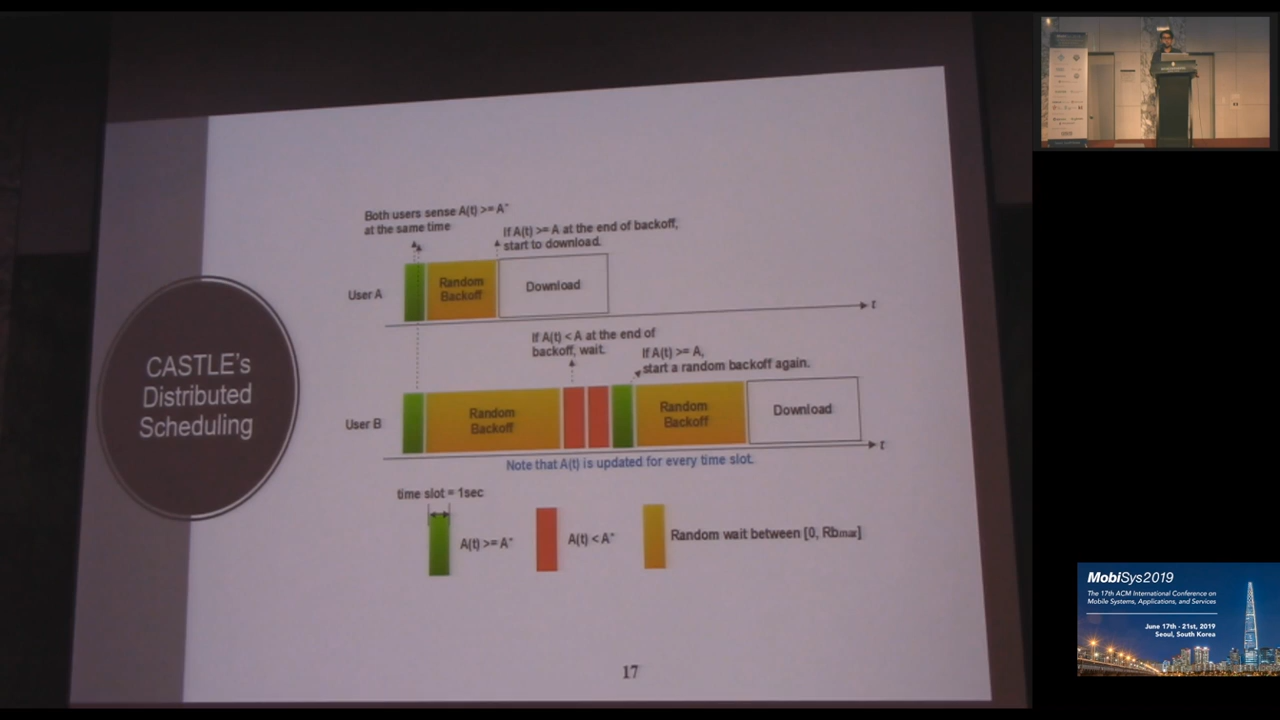 Both users sense A(t) >= A*
at the same time
If A(t) >= A at the end of backoff,
start to download.
User A
Random
Backoff
Download
t
If A(t) < A at the end of
backoff, wait.
If A(t) >= A,
start a random backoff again.
CASTLE's
Distributed
Scheduling
User B
Random
Backoff
Random
Backoff
Download
t
Note that A(t) is updated for every time slot.
time slot = 1sec
A(t) >= A*
A(t) < A*
Random wait between [0, Rbmax]
17
MobiSys2019
The 17th ACM International Conference on
Mobile Systems, Applications, and Services
June 17th - 21st, 2019
Seoul, South Korea